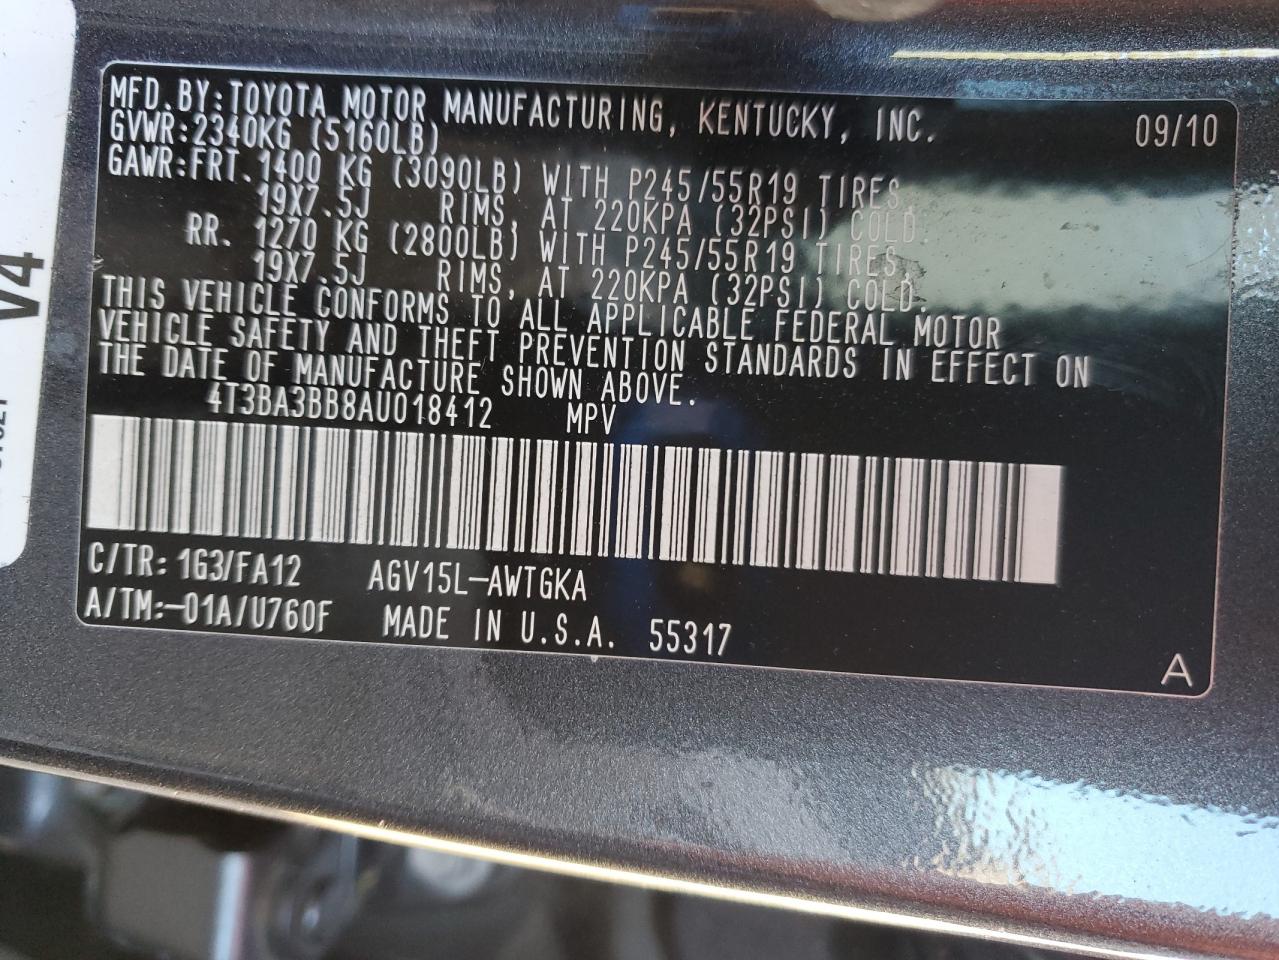 MFD.BY:TOYOTA MOTOR MANUFACTURING, KENTUCKY, INC. 09/10
GVWR:2340KG (5160LB)
GAWR:FRT. 1400 KG (3090LB) WITH P245/55R19 TIRES,
19X7.5J RIMS, AT 220KPA (32PSI) COLD.
RR. 1270 KG (2800LB) WITH P245/55R19 TIRES,
19X7.5J RIMS, AT 220KPA (32PSI) COLD.
THIS VEHICLE CONFORMS TO ALL APPLICABLE FEDERAL MOTOR
VEHICLE SAFETY AND THEFT PREVENTION STANDARDS IN EFFECT ON
THE DATE OF MANUFACTURE SHOWN ABOVE.
4T3BA3BB8AU018412 MPV
C/TR: 1G3/FA12 AGV15L-AWTGKA
A/TM:-01A/U760F MADE IN U.S.A. 55317
A
V4